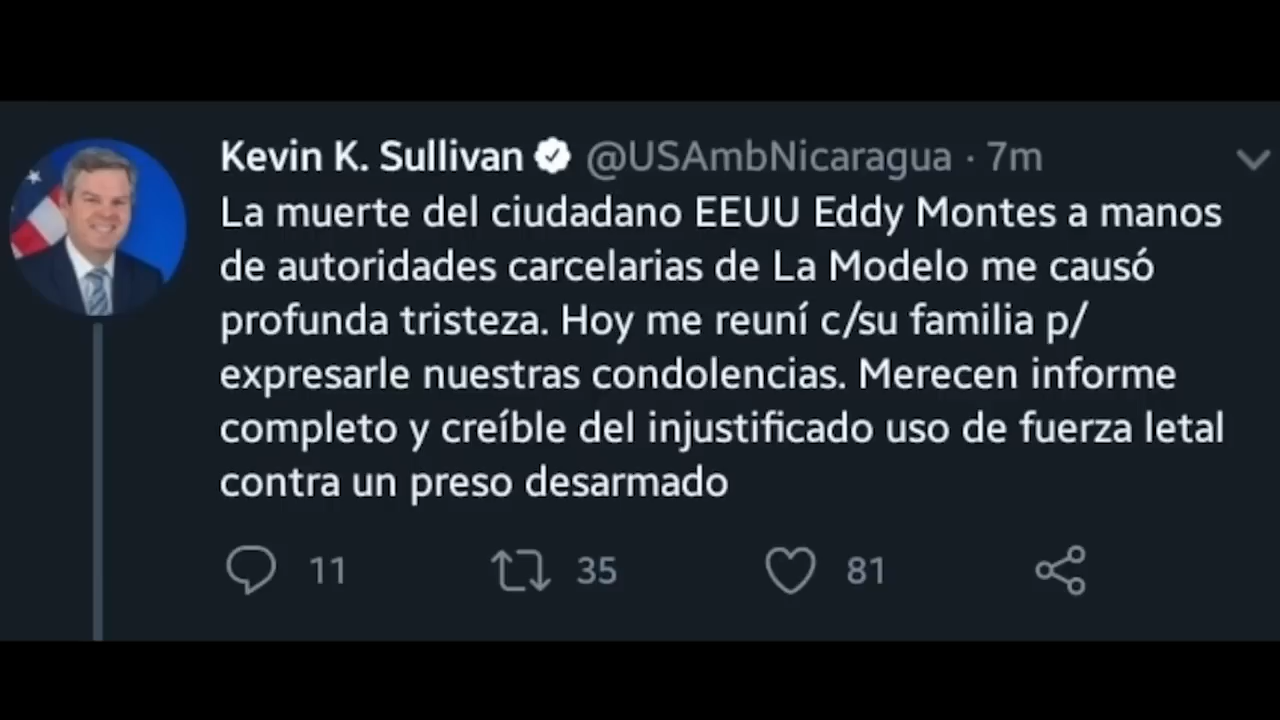 Kevin K. Sullivan @USAmbNicaragua · 7m
La muerte del ciudadano EEUU Eddy Montes a manos
de autoridades carcelarias de La Modelo me causó
profunda tristeza. Hoy me reuní c/su familia p/
expresarle nuestras condolencias. Merecen informe
completo y creíble del injustificado uso de fuerza letal
contra un preso desarmado
11 35 81